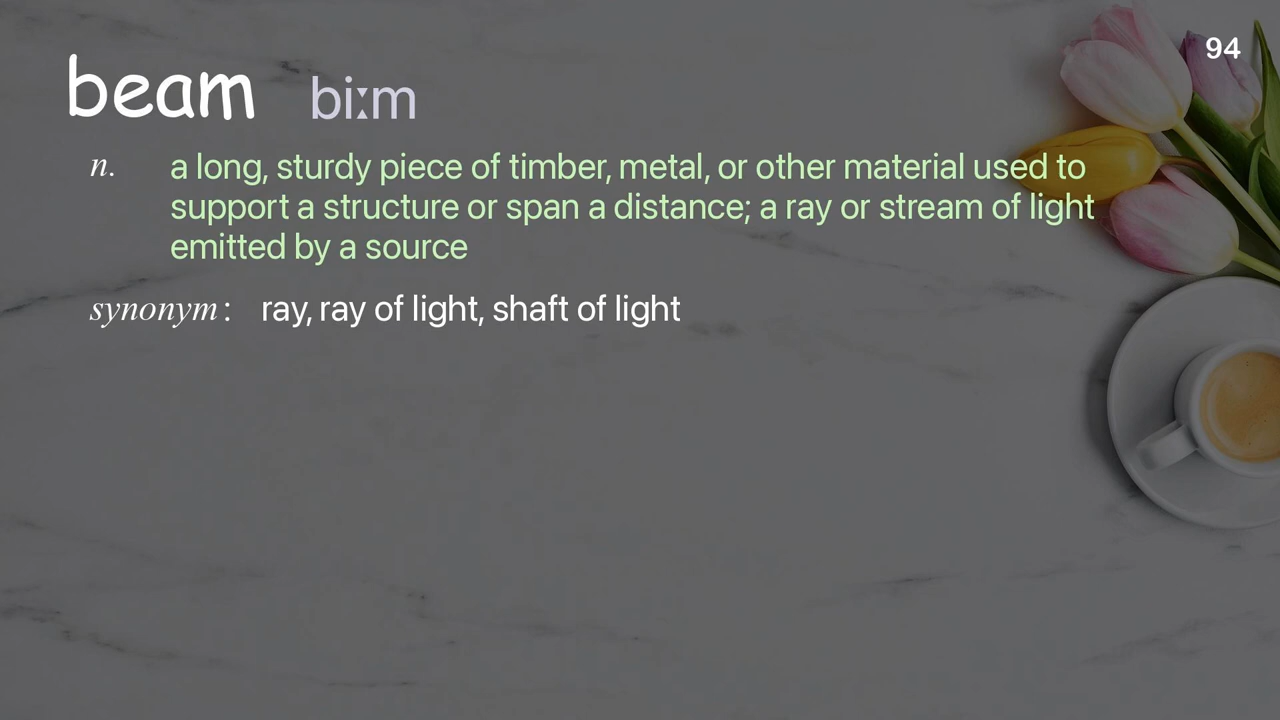 94
beam biːm
n. a long, sturdy piece of timber, metal, or other material used to
support a structure or span a distance; a ray or stream of light
emitted by a source
synonym: ray, ray of light, shaft of light